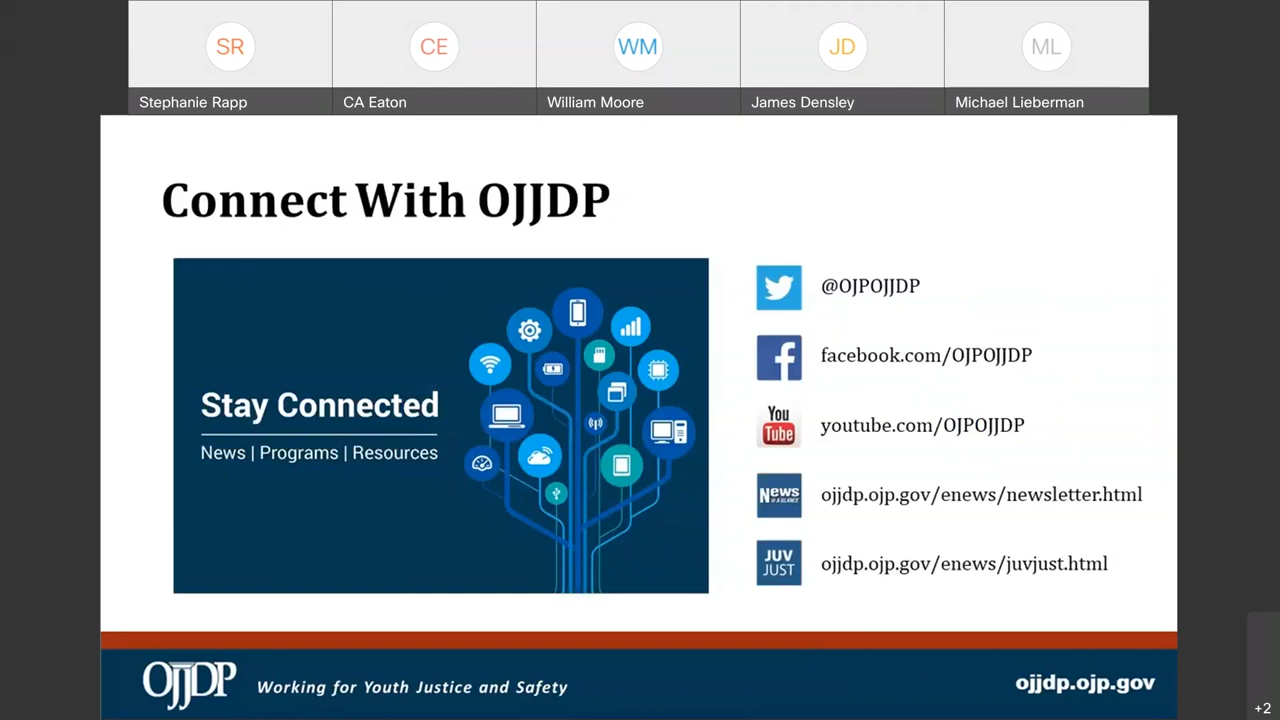 SR
CE
WM
JD
ML
Stephanie Rapp
CA Eaton
William Moore
James Densley
Michael Lieberman
Connect With OJJDP
Stay Connected
News | Programs | Resources
@OJPOJJDP
facebook.com/OJPOJJDP
You
Tube
youtube.com/OJPOJJDP
NEWS
@ A GLANCE
ojjdp.ojp.gov/enews/newsletter.html
JUV
JUST
ojjdp.ojp.gov/enews/juvjust.html
OJJDP
Working for Youth Justice and Safety
ojjdp.ojp.gov
+2